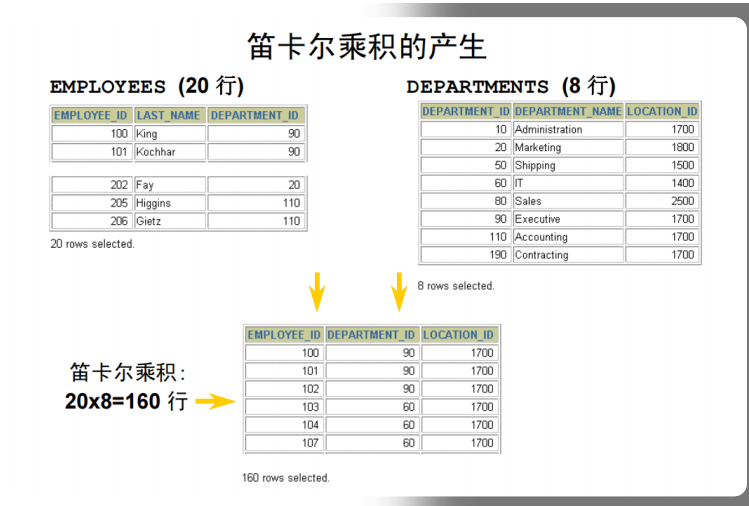 笛卡尔乘积的产生
EMPLOYEES (20 行)
EMPLOYEE_ID LAST_NAME DEPARTMENT_ID
100 King 90
101 Kochhar 90
202 Fay 20
205 Higgins 110
206 Gietz 110
20 rows selected.
DEPARTMENTS (8 行)
DEPARTMENT_ID DEPARTMENT_NAME LOCATION_ID
10 Administration 1700
20 Marketing 1800
50 Shipping 1500
60 IT 1400
80 Sales 2500
90 Executive 1700
110 Accounting 1700
190 Contracting 1700
8 rows selected.
笛卡尔乘积:
20x8=160 行
EMPLOYEE_ID DEPARTMENT_ID LOCATION_ID
100 90 1700
101 90 1700
102 90 1700
103 60 1700
104 60 1700
107 60 1700
160 rows selected.